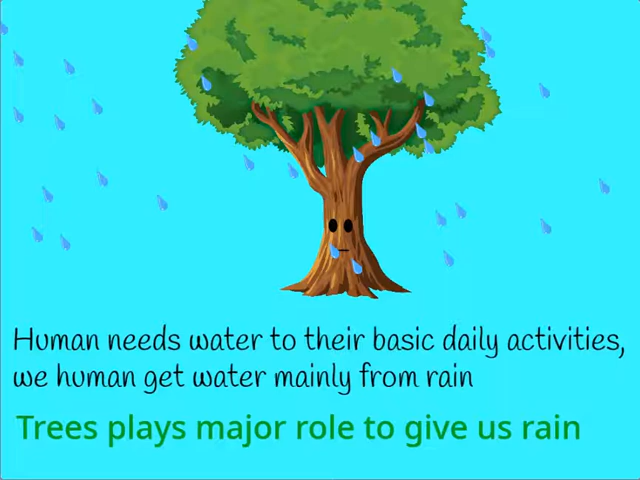 Human needs water to their basic daily activities,
we human get water mainly from rain
Trees plays major role to give us rain